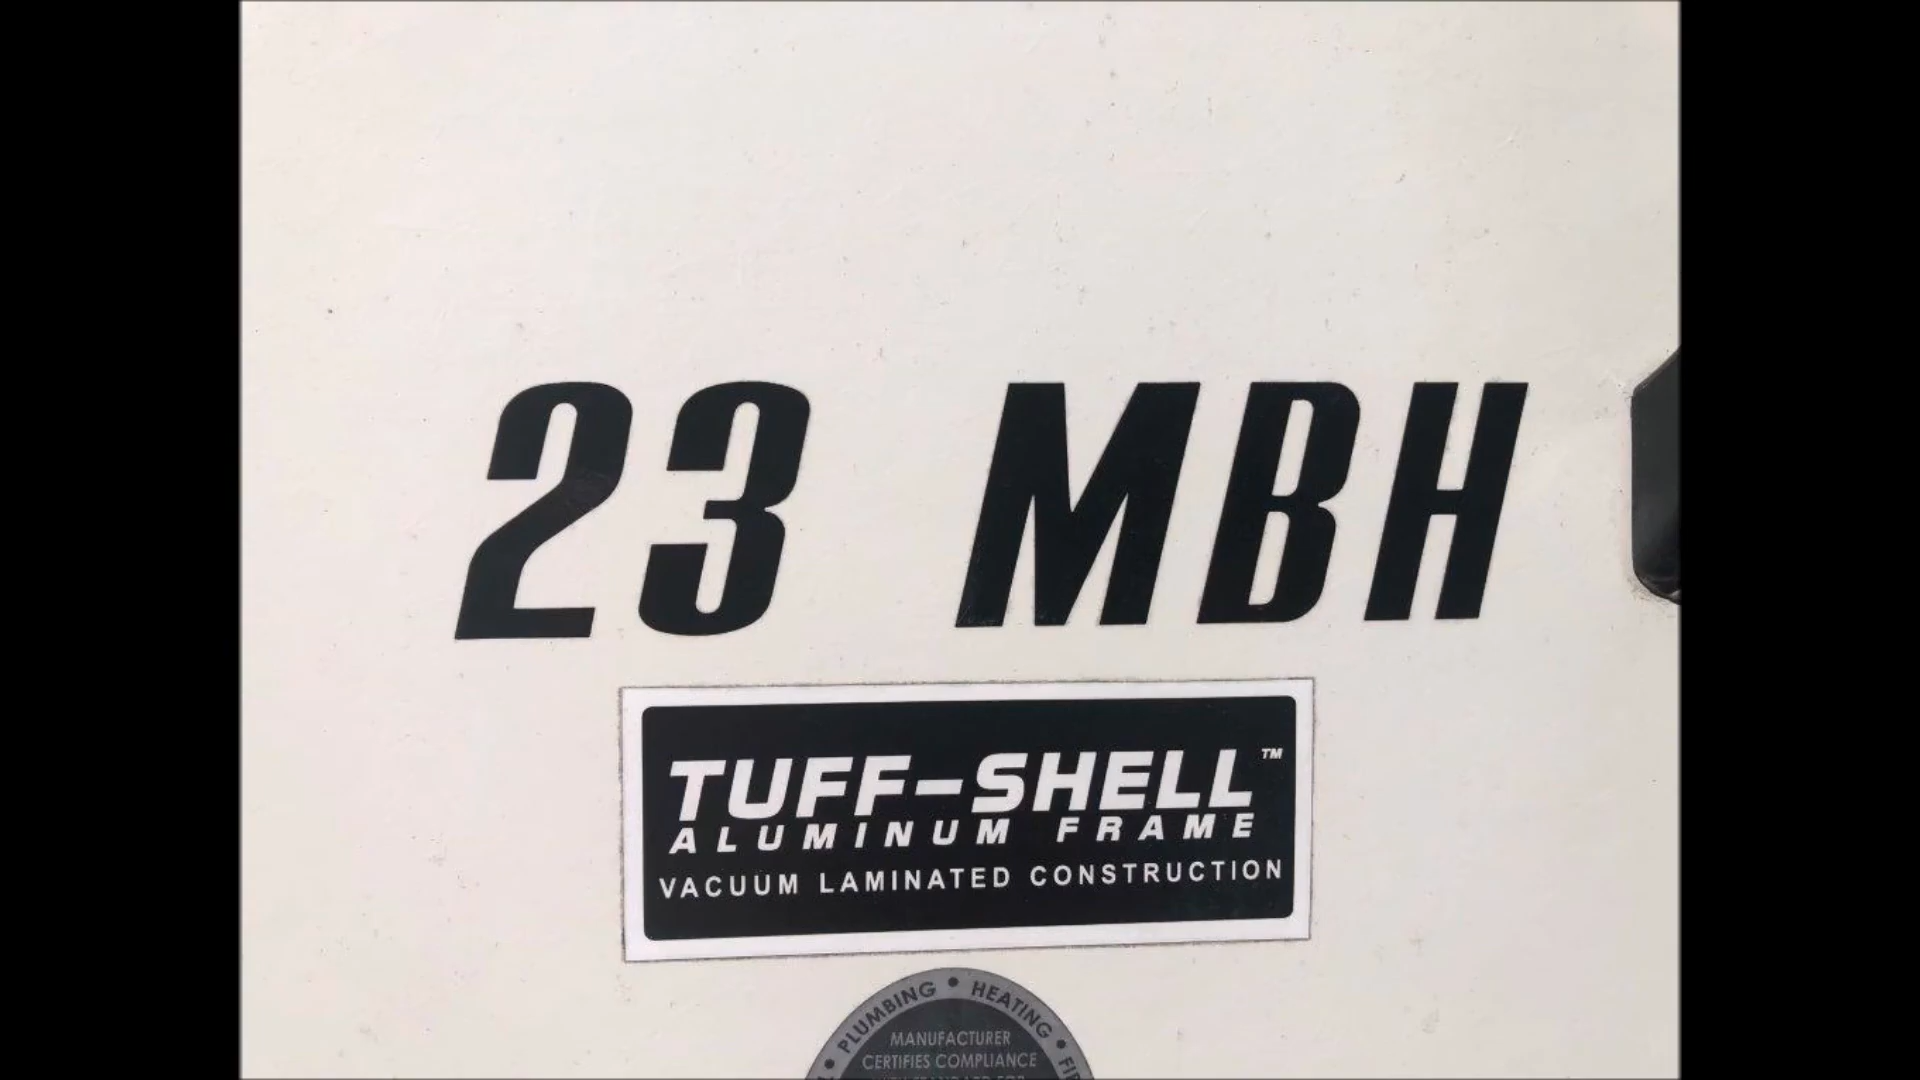 23 MBH
TUFF-SHELL™
ALUMINUM FRAME
VACUUM LAMINATED CONSTRUCTION
PLUMBING • HEATING •
MANUFACTURER
CERTIFIES COMPLIANCE